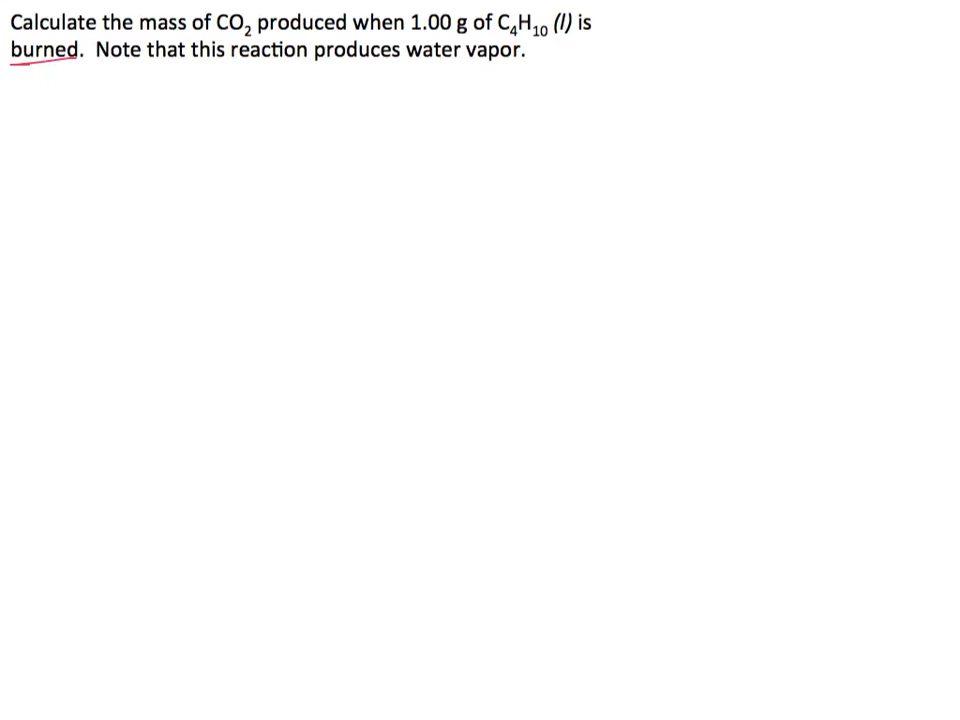 Calculate the mass of CO₂ produced when 1.00 g of C₄H₁₀ (l) is
burned. Note that this reaction produces water vapor.